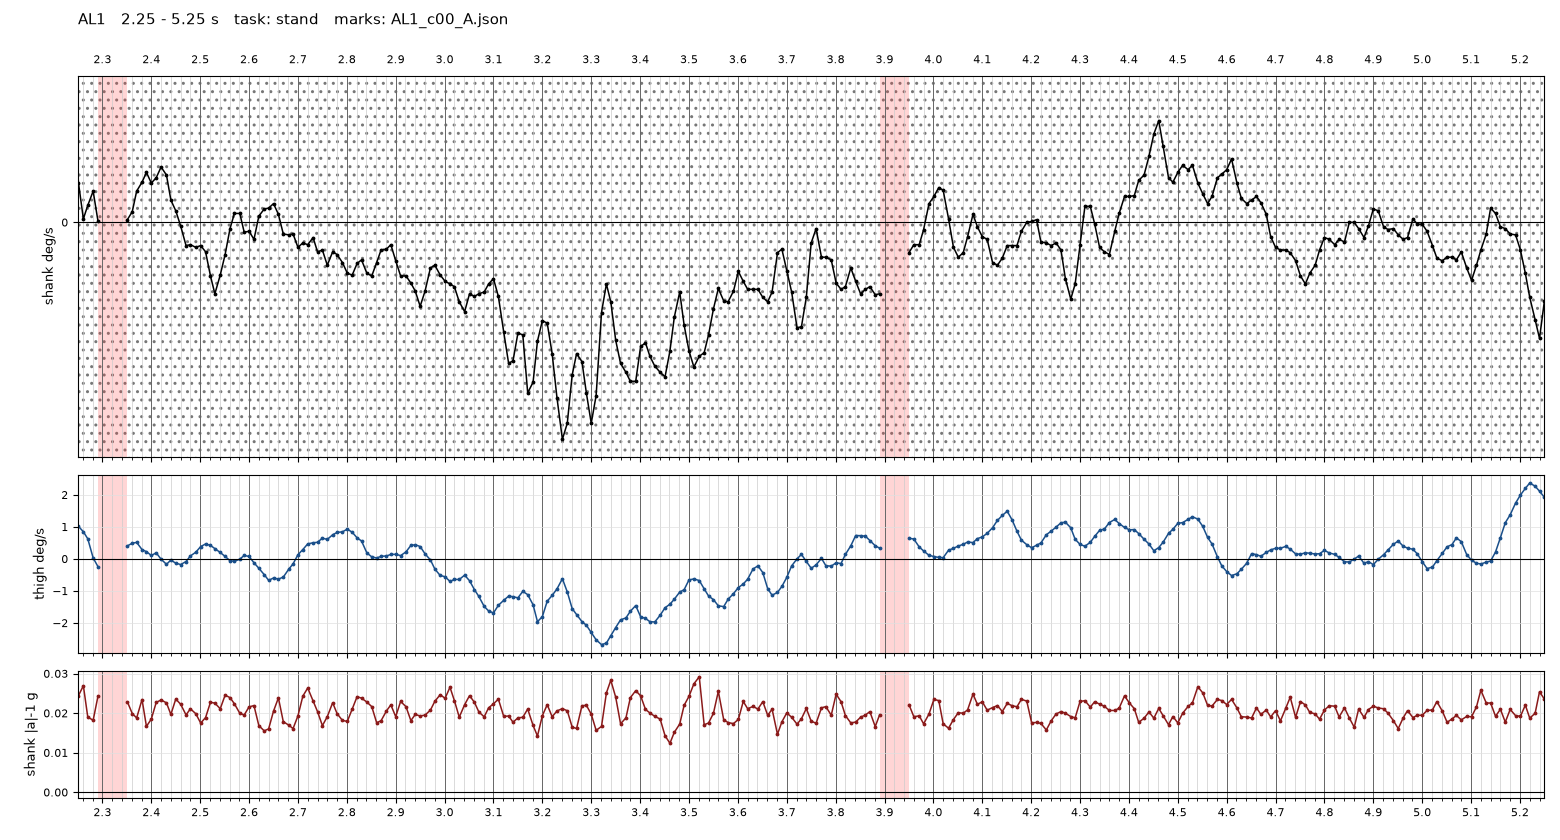 AL1   2.25 - 5.25 s   task: stand   marks: AL1_c00_A.json
2.3 2.4 2.5 2.6 2.7 2.8 2.9 3.0 3.1 3.2 3.3 3.4 3.5 3.6 3.7 3.8 3.9 4.0 4.1 4.2 4.3 4.4 4.5 4.6 4.7 4.8 4.9 5.0 5.1 5.2
shank deg/s
0
thigh deg/s
2
1
0
−1
−2
shank |a|-1 g
0.03
0.02
0.01
0.00
2.3 2.4 2.5 2.6 2.7 2.8 2.9 3.0 3.1 3.2 3.3 3.4 3.5 3.6 3.7 3.8 3.9 4.0 4.1 4.2 4.3 4.4 4.5 4.6 4.7 4.8 4.9 5.0 5.1 5.2